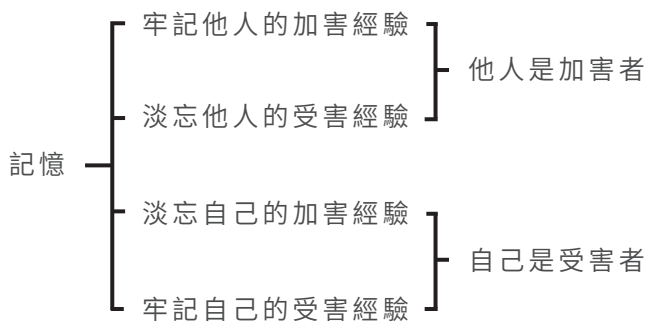 牢記他人的加害經驗
他人是加害者
淡忘他人的受害經驗
記憶
淡忘自己的加害經驗
自己是受害者
牢記自己的受害經驗